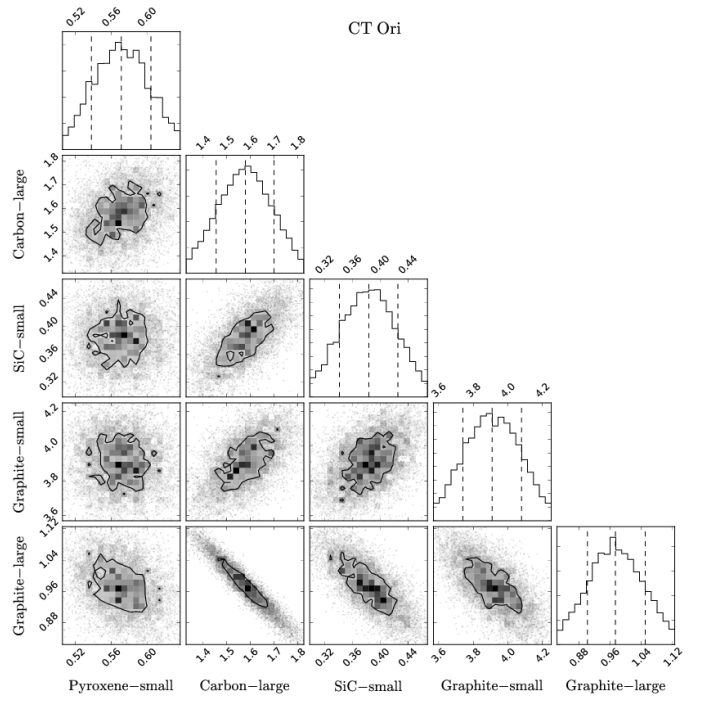 CT Ori
0.52 0.56 0.60
1.4 1.5 1.6 1.7 1.8
Carbon−large
1.8
1.7
1.6
1.5
1.4
0.32 0.36 0.40 0.44
SiC−small
0.44
0.40
0.36
0.32
3.6 3.8 4.0 4.2
Graphite−small
4.2
4.0
3.8
3.6
Graphite−large
1.12
1.04
0.96
0.88
0.52 0.56 0.60
1.4 1.5 1.6 1.7 1.8
0.32 0.36 0.40 0.44
3.6 3.8 4.0 4.2
0.88 0.96 1.04 1.12
Pyroxene−small Carbon−large SiC−small Graphite−small Graphite−large